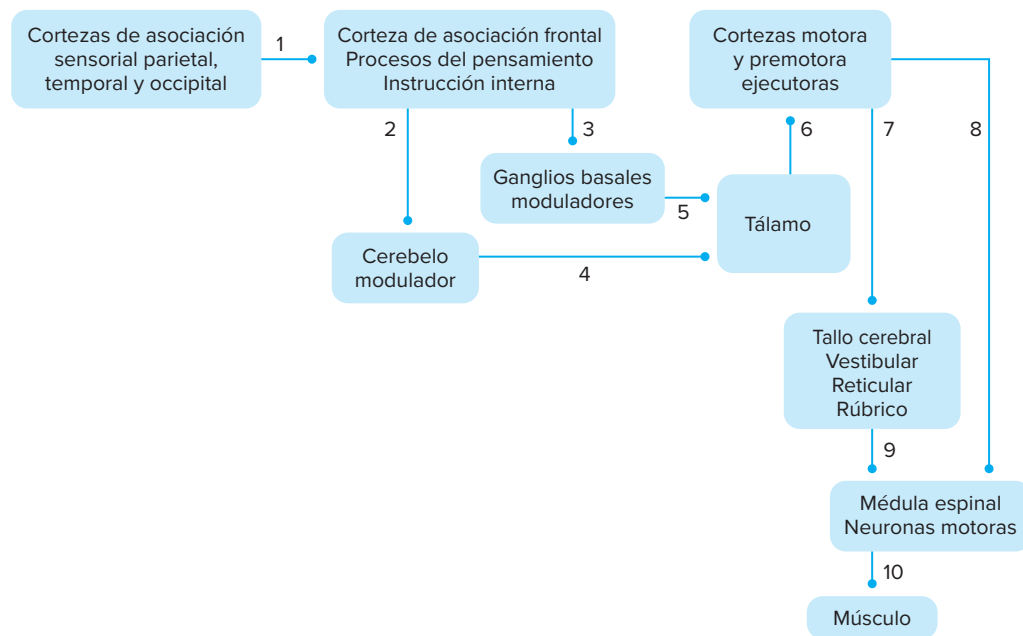 Cortezas de asociación
sensorial parietal,
temporal y occipital
1
Corteza de asociación frontal
Procesos del pensamiento
Instrucción interna
Cortezas motora
y premotora
ejecutoras
2
3
6
7
8
Ganglios basales
moduladores
5
Tálamo
Cerebelo
modulador
4
Tallo cerebral
Vestibular
Reticular
Rúbrico
9
Médula espinal
Neuronas motoras
10
Músculo